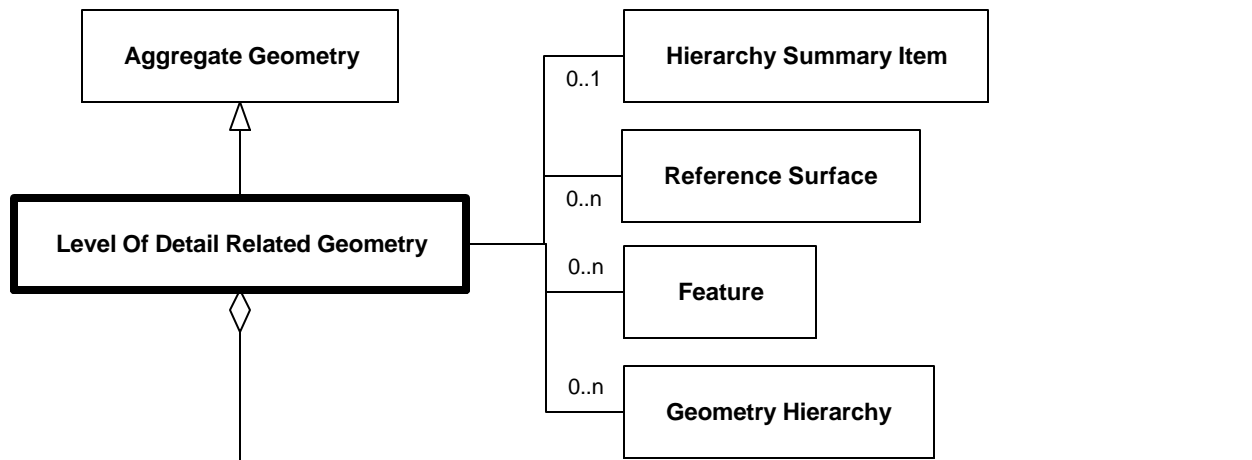 Aggregate Geometry
Hierarchy Summary Item
0..1
Reference Surface
0..n
Level Of Detail Related Geometry
0..n
Feature
0..n
Geometry Hierarchy